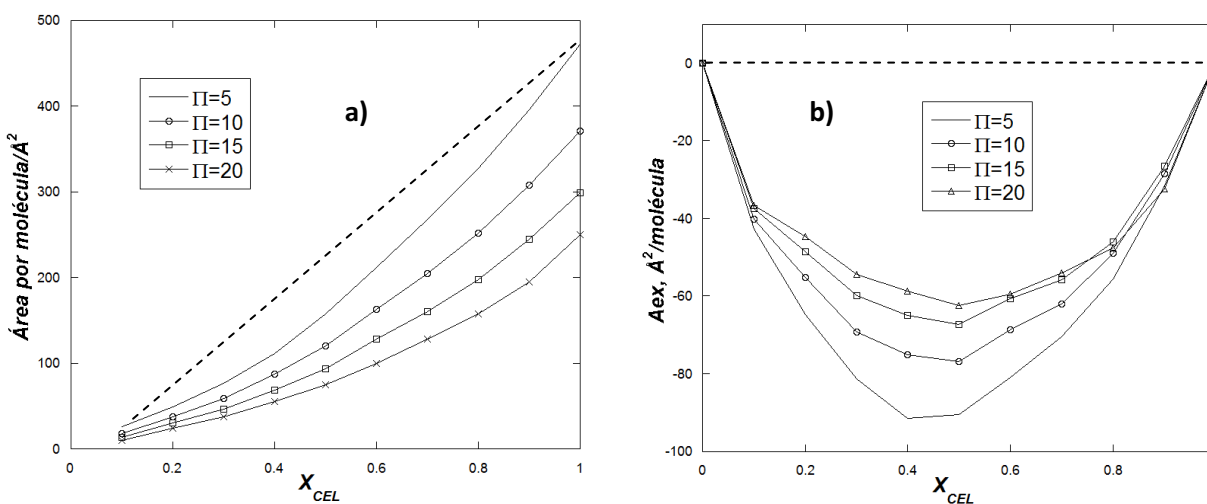 500
400
300
200
100
0
Área por molécula/Å²
Π=5
Π=10
Π=15
Π=20
a)
0
0.2
0.4
0.6
0.8
1
X_CEL
0
-20
-40
-60
-80
-100
Aex, Å²/molécula
b)
Π=5
Π=10
Π=15
Π=20
0
0.2
0.4
0.6
0.8
X_CEL